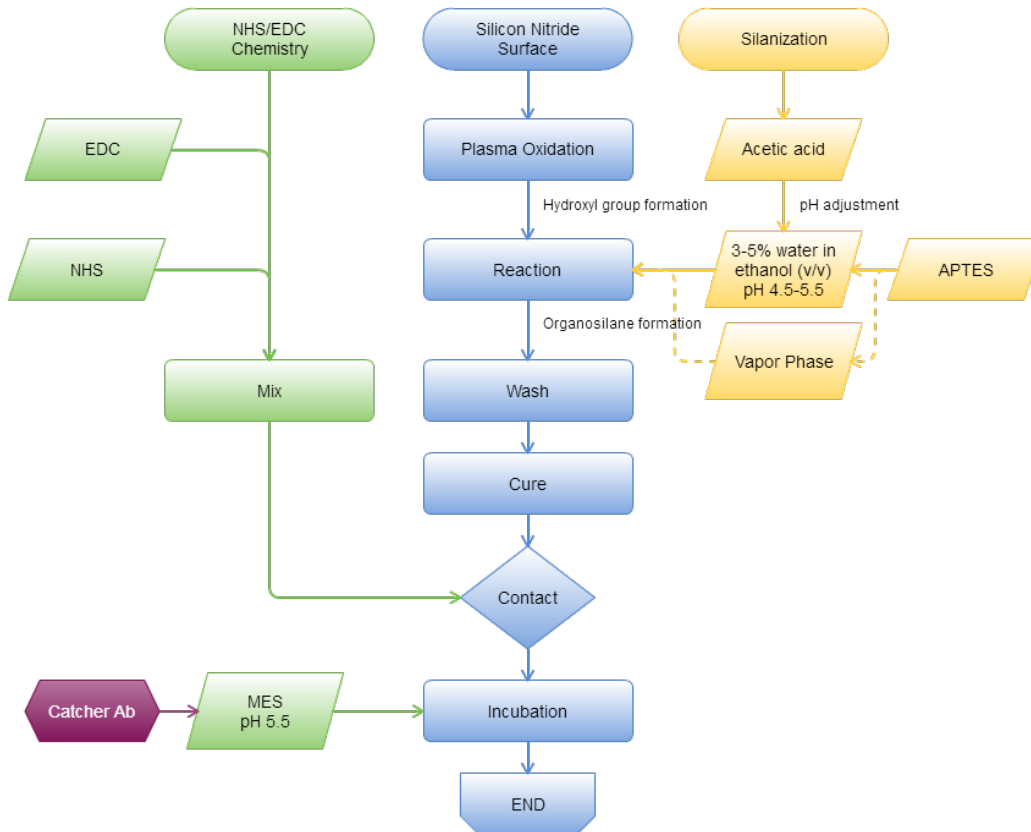 NHS/EDC
Chemistry
Silicon Nitride
Surface
Silanization
EDC
Plasma Oxidation
Acetic acid
Hydroxyl group formation
pH adjustment
NHS
Reaction
3-5% water in
ethanol (v/v)
pH 4.5-5.5
APTES
Organosilane formation
Mix
Wash
Vapor Phase
Cure
Contact
Catcher Ab
MES
pH 5.5
Incubation
END